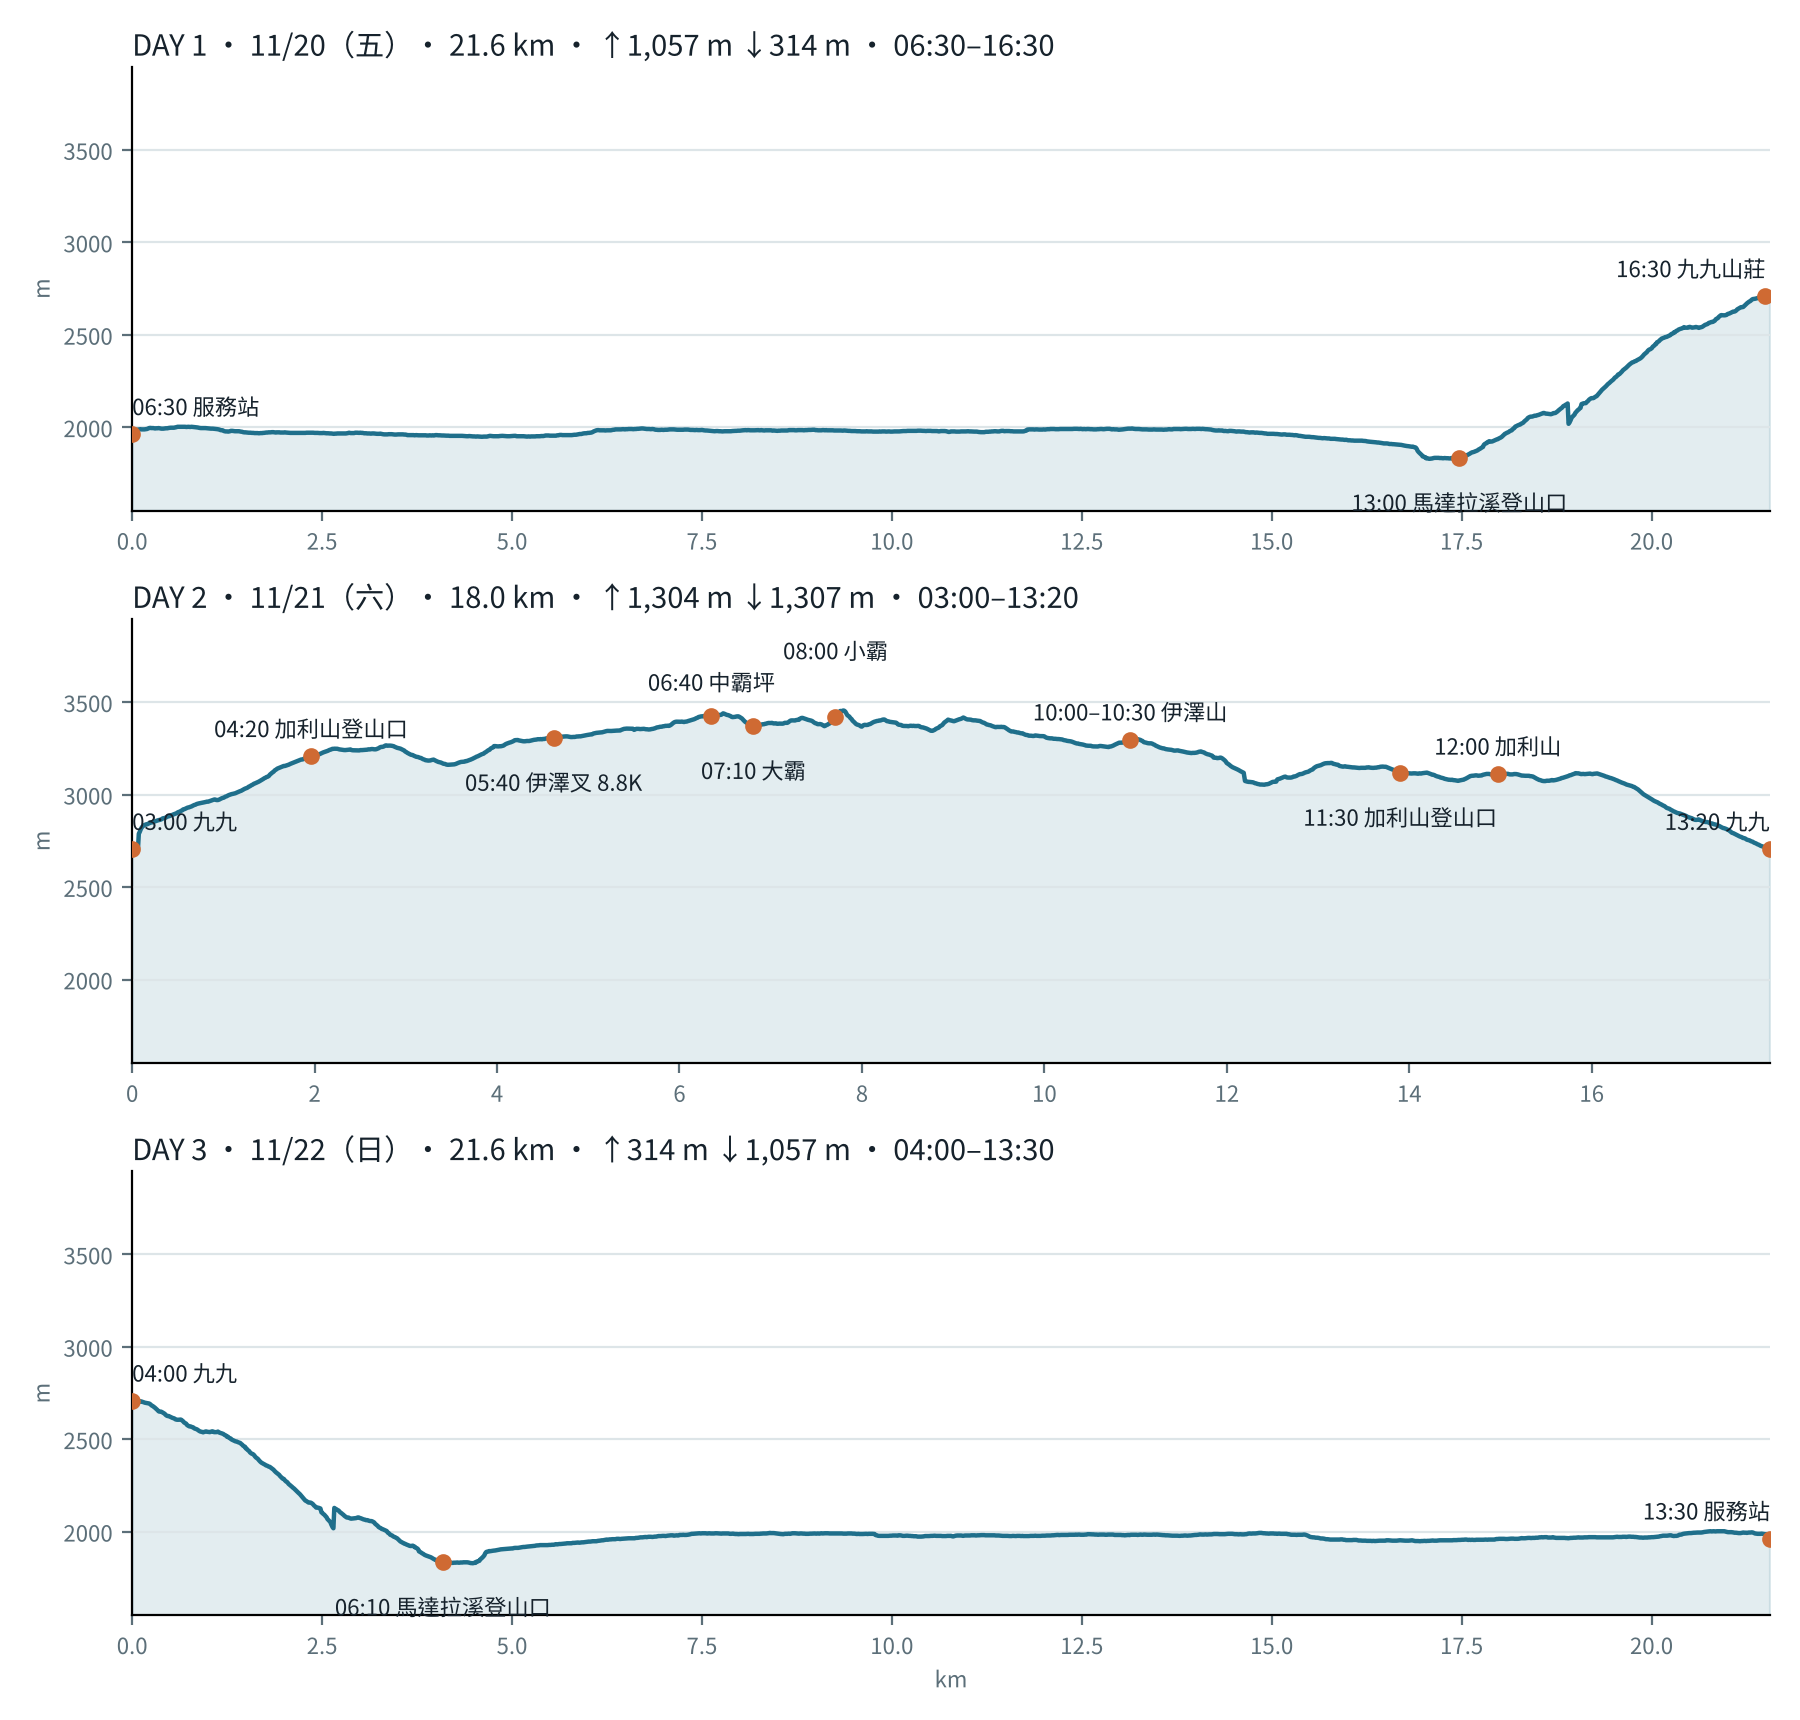 DAY 1 • 11/20（五） • 21.6 km • ↑1,057 m ↓314 m • 06:30–16:30
3500
3000
2500
2000
m
16:30 九九山莊
06:30 服務站
13:00 馬達拉溪登山口
0.0 2.5 5.0 7.5 10.0 12.5 15.0 17.5 20.0
DAY 2 • 11/21（六） • 18.0 km • ↑1,304 m ↓1,307 m • 03:00–13:20
3500
3000
2500
2000
m
08:00 小霸
06:40 中霸坪
10:00–10:30 伊澤山
04:20 加利山登山口
12:00 加利山
07:10 大霸
05:40 伊澤叉 8.8K
11:30 加利山登山口
03:00 九九
13:20 九九
0 2 4 6 8 10 12 14 16
DAY 3 • 11/22（日） • 21.6 km • ↑314 m ↓1,057 m • 04:00–13:30
3500
3000
2500
2000
m
04:00 九九
13:30 服務站
06:10 馬達拉溪登山口
0.0 2.5 5.0 7.5 10.0 12.5 15.0 17.5 20.0
km